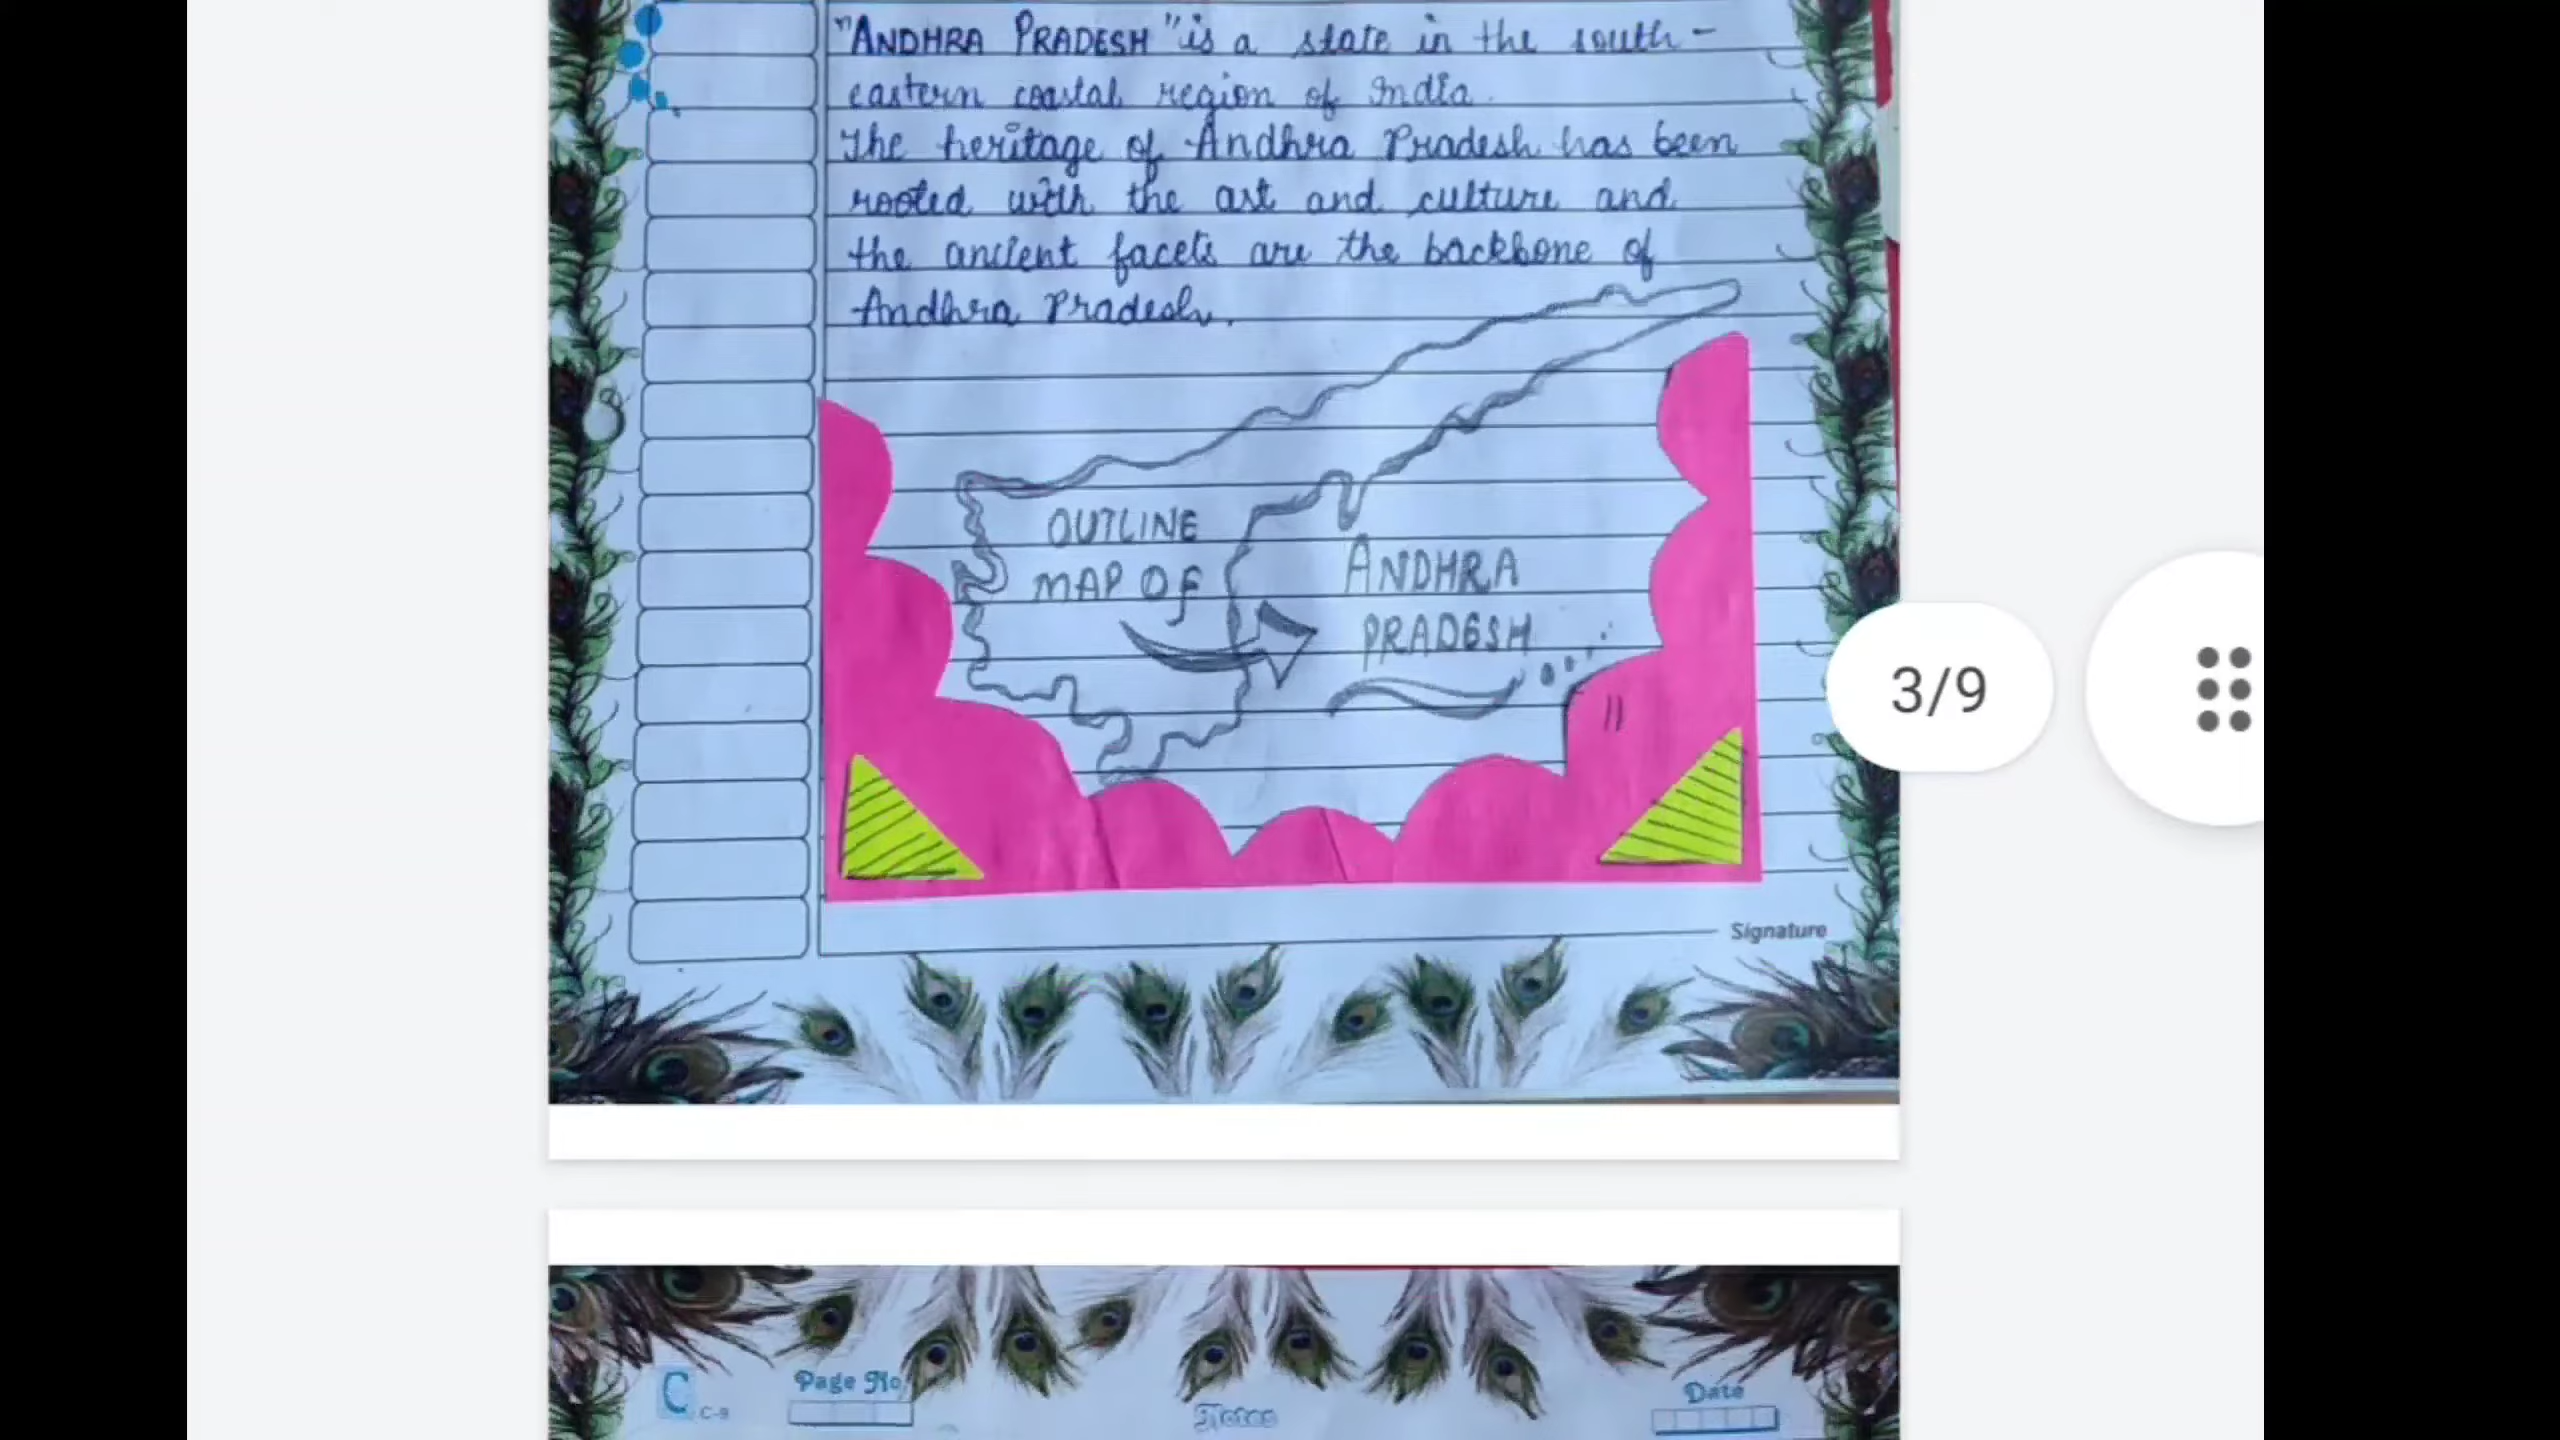 "ANDHRA PRADESH" is a state in the south-
eastern coastal region of India.
The heritage of Andhra Pradesh has been
rooted with the art and culture and
the ancient facets are the backbone of
Andhra Pradesh.
OUTLINE
MAP OF
ANDHRA
PRADESH
3/9
Signature
C
C-9
Page No
Notes
Date